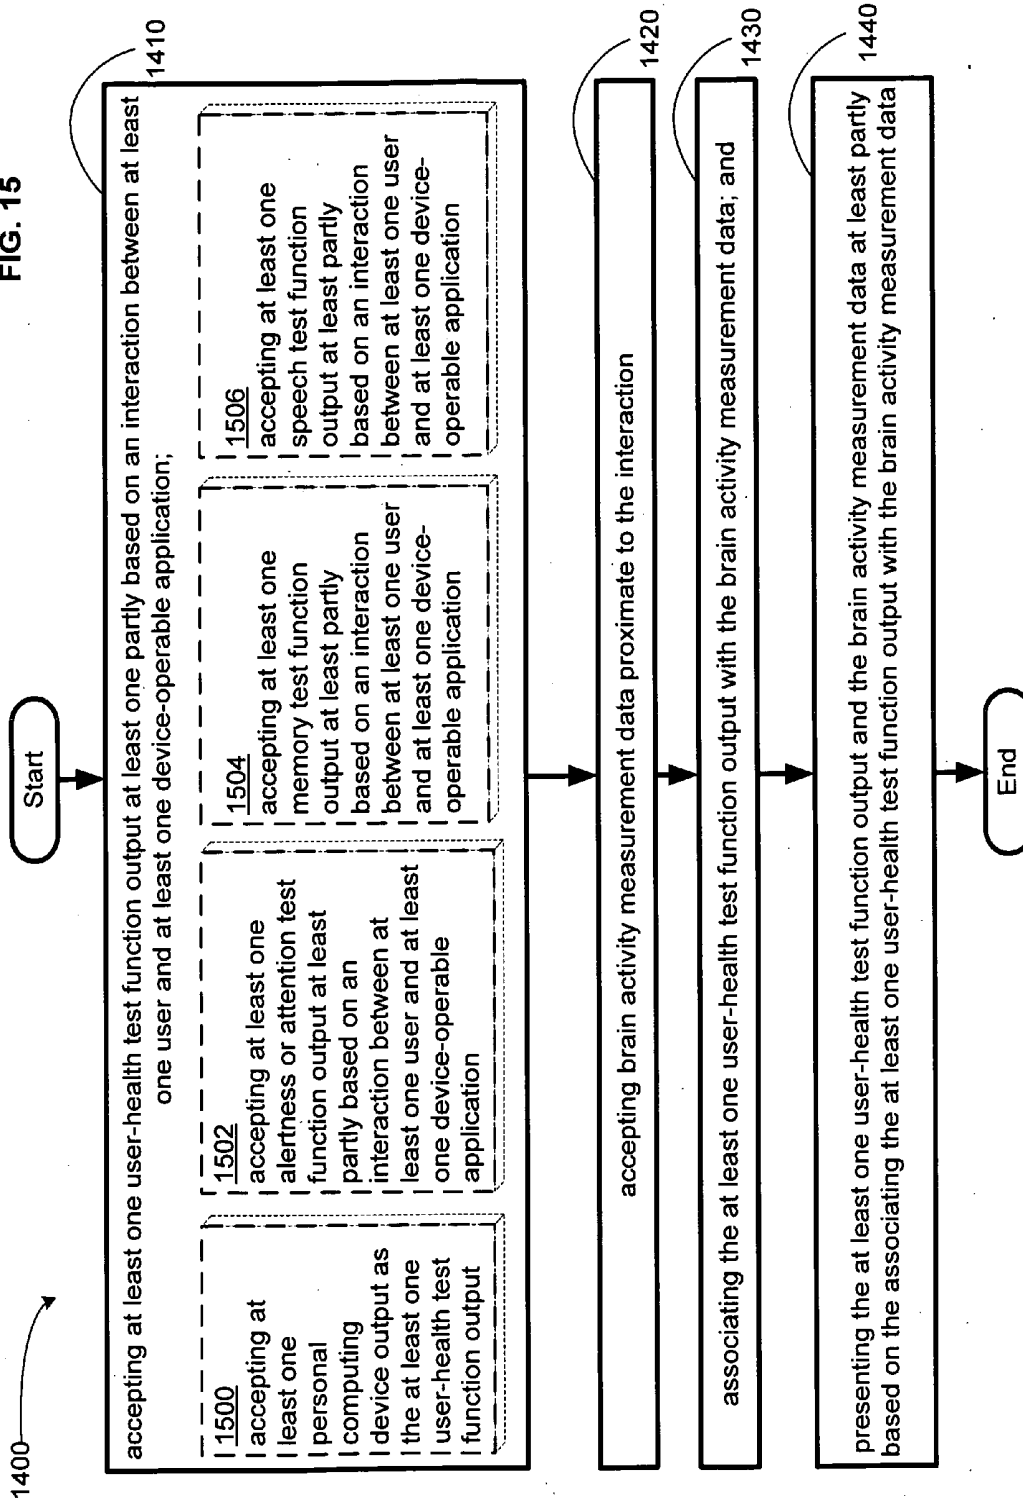 FIG. 15
1400
Start
1410
accepting at least one user-health test function output at least one partly based on an interaction between at least
one user and at least one device-operable application;
1500
accepting at
least one
personal
computing
device output as
the at least one
user-health test
function output
1502
accepting at least one
alertness or attention test
function output at least
partly based on an
interaction between at
least one user and at least
one device-operable
application
1504
accepting at least one
memory test function
output at least partly
based on an interaction
between at least one user
and at least one device-
operable application
1506
accepting at least one
speech test function
output at least partly
based on an interaction
between at least one user
and at least one device-
operable application
1420
accepting brain activity measurement data proximate to the interaction
1430
associating the at least one user-health test function output with the brain activity measurement data; and
1440
presenting the at least one user-health test function output and the brain activity measurement data at least partly
based on the associating the at least one user-health test function output with the brain activity measurement data
End